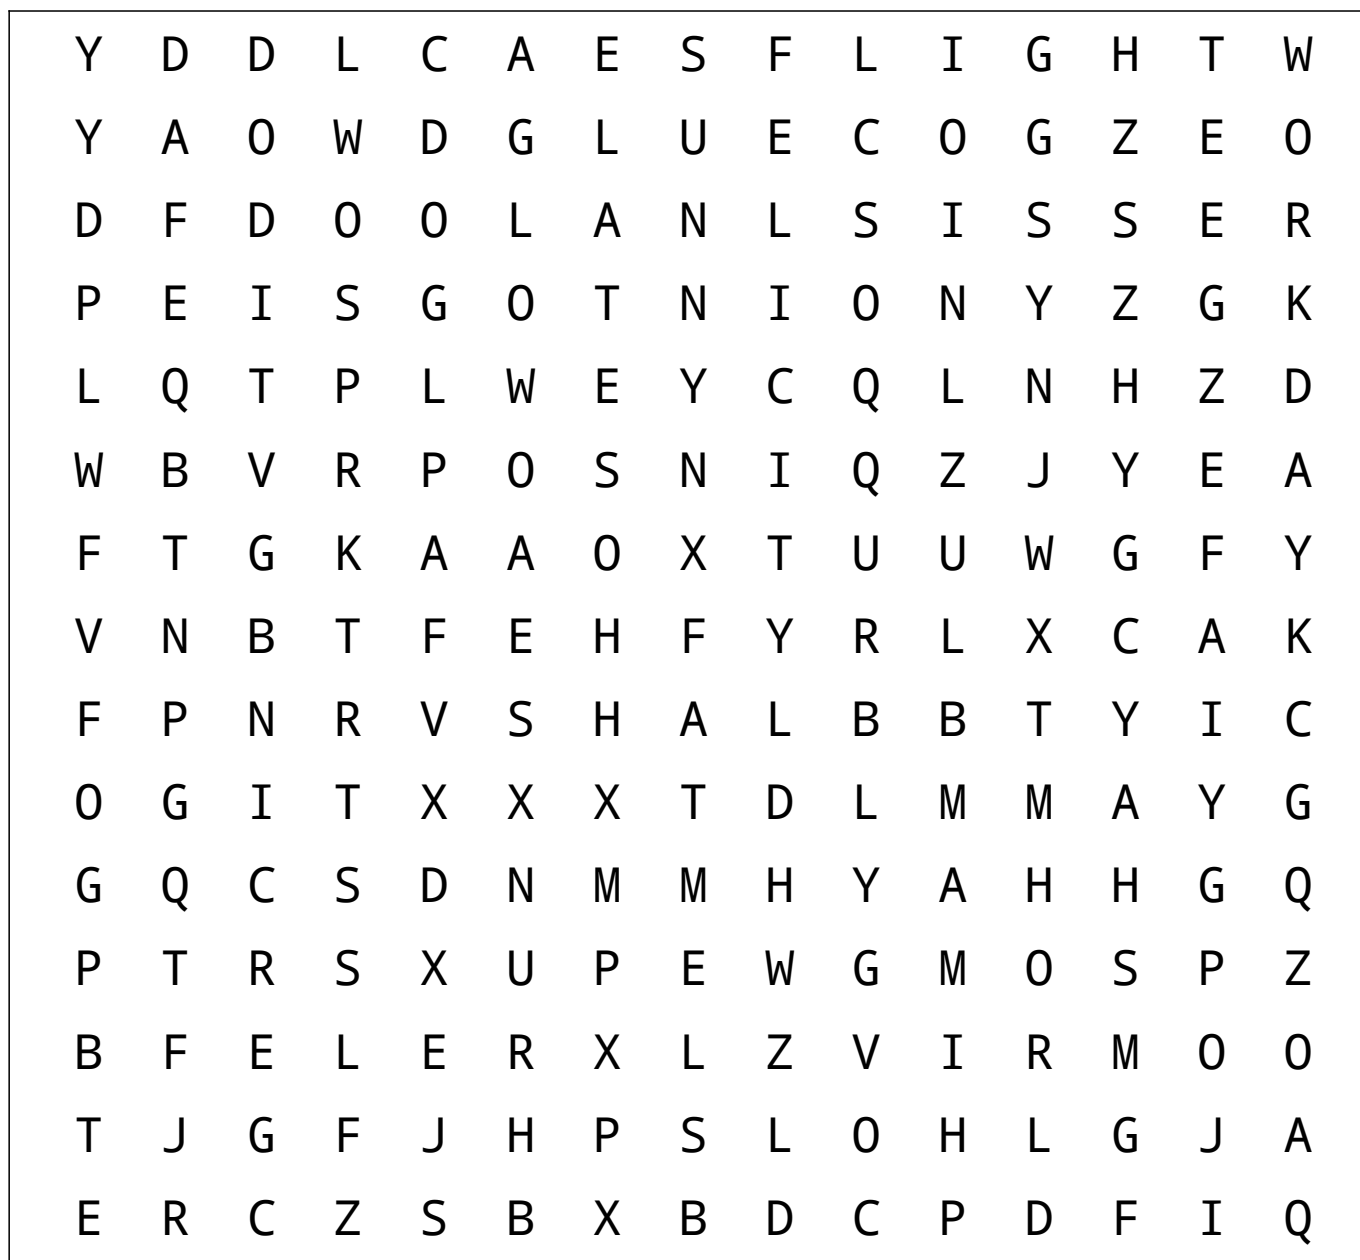 Y D D L C A E S F L I G H T W
Y A O W D G L U E C O G Z E O
D F D O O L A N L S I S S E R
P E I S G O T N I O N Y Z G K
L Q T P L W E Y C Q L N H Z D
W B V R P O S N I Q Z J Y E A
F T G K A A O X T U U W G F Y
V N B T F E H F Y R L X C A K
F P N R V S H A L B B T Y I C
O G I T X X X T D L M M A Y G
G Q C S D N M M H Y A H H G Q
P T R S X U P E W G M O S P Z
B F E L E R X L Z V I R M O O
T J G F J H P S L O H L G J A
E R C Z S B X B D C P D F I Q